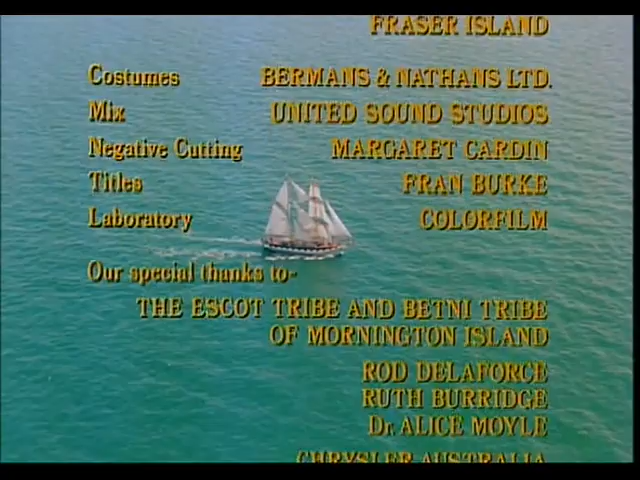 FRASER ISLAND
Costumes BERMANS & NATHANS LTD.
Mix UNITED SOUND STUDIOS
Negative Cutting MARGARET CARDIN
Titles FRAN BURKE
Laboratory COLORFILM
Our special thanks to-
THE ESCOT TRIBE AND BETNI TRIBE
OF MORNINGTON ISLAND
ROD DELAFORCE
RUTH BURRIDGE
Dr. ALICE MOYLE
CHRYSLER AUSTRALIA